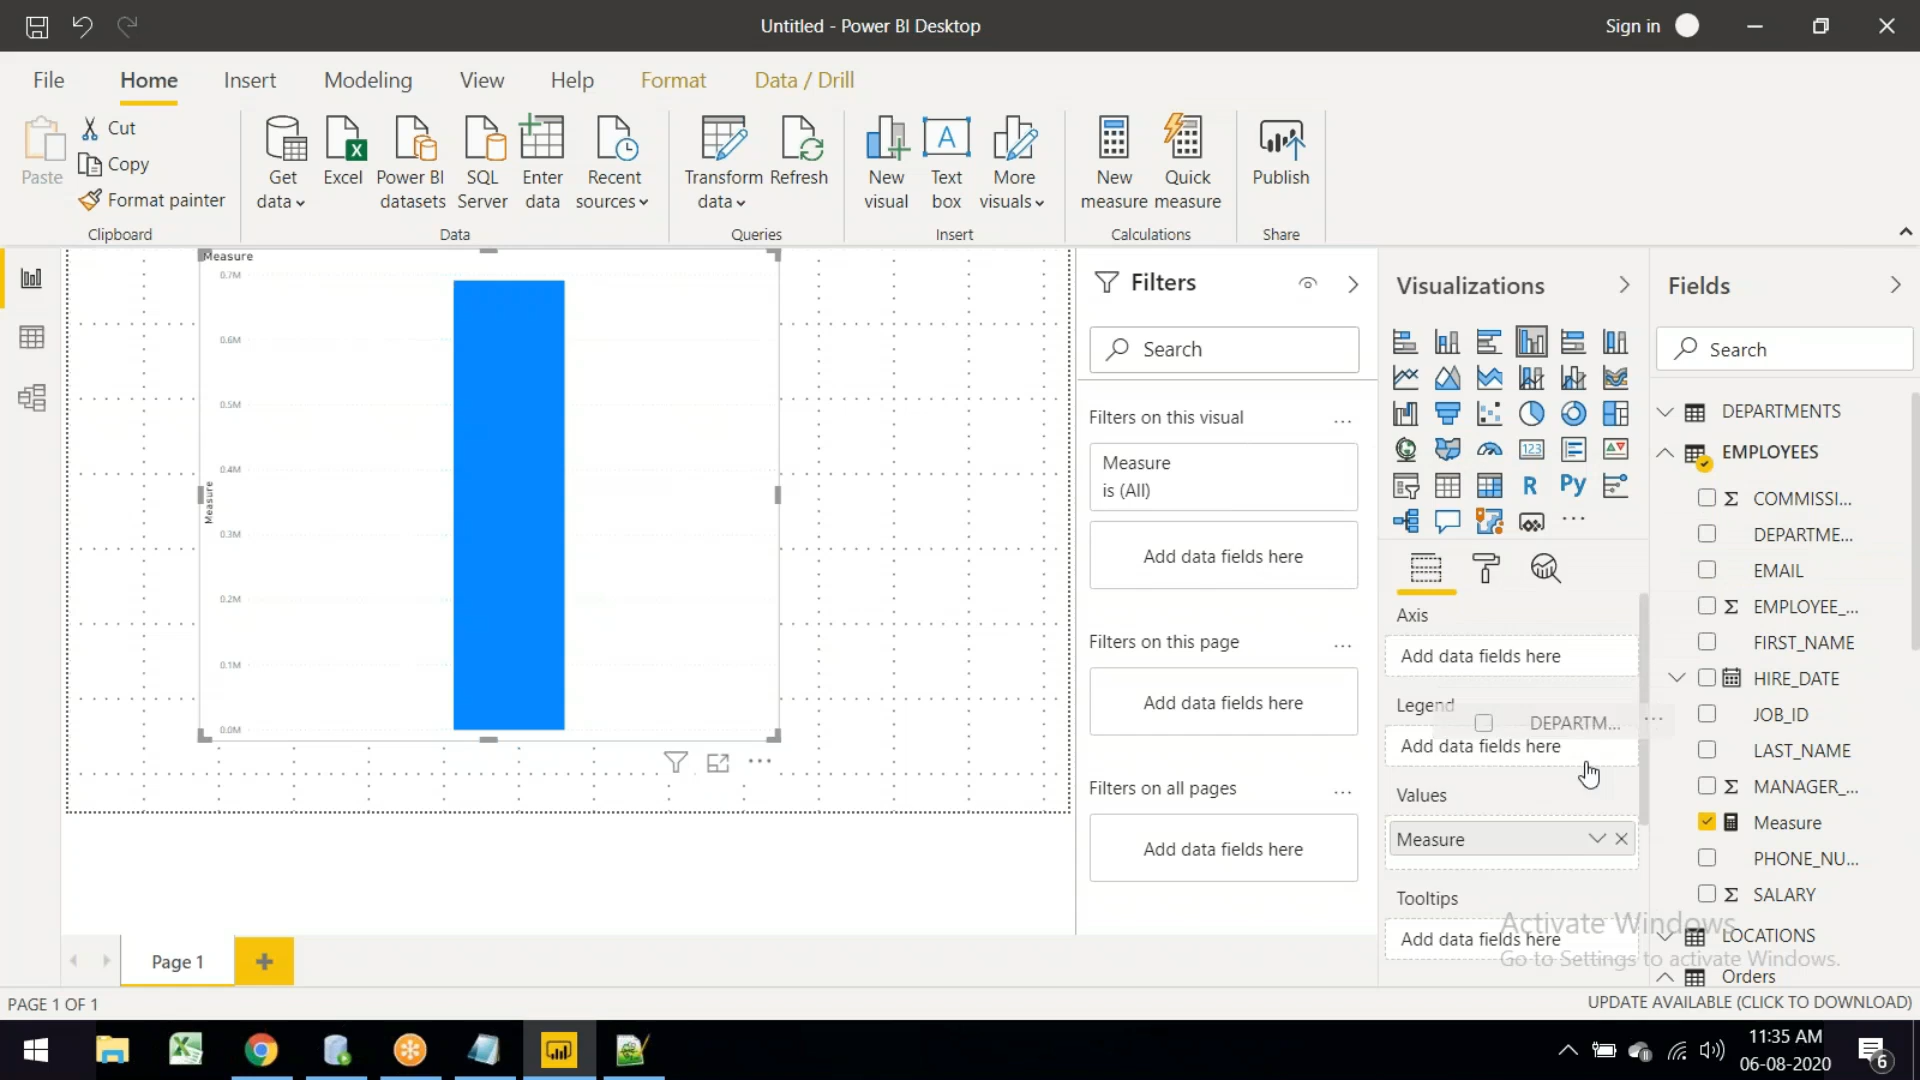 Untitled - Power BI Desktop
Sign in
File Home Insert Modeling View Help Format Data / Drill
Paste
Cut
Copy
Format painter
Get data
Excel
Power BI datasets
SQL Server
Enter data
Recent sources
Transform data
Refresh
New visual
Text box
More visuals
New measure
Quick measure
Publish
Clipboard
Data
Queries
Insert
Calculations
Share
Measure
0.7M
0.6M
0.5M
0.4M
0.3M
0.2M
0.1M
0.0M
Measure
Filters
Search
Filters on this visual
...
Measure
is (All)
Add data fields here
Filters on this page
...
Add data fields here
Filters on all pages
...
Add data fields here
Visualizations
123
R
Py
...
Axis
Add data fields here
Legend
DEPARTM...
...
Add data fields here
Values
Measure
Tooltips
Add data fields here
Fields
Search
DEPARTMENTS
EMPLOYEES
Σ COMMISSI...
DEPARTME...
EMAIL
Σ EMPLOYEE_...
FIRST_NAME
HIRE_DATE
JOB_ID
LAST_NAME
Σ MANAGER_...
Measure
PHONE_NU...
Σ SALARY
LOCATIONS
Orders
Activate Windows
Go to Settings to activate Windows.
Page 1
PAGE 1 OF 1
UPDATE AVAILABLE (CLICK TO DOWNLOAD)
11:35 AM
06-08-2020
6